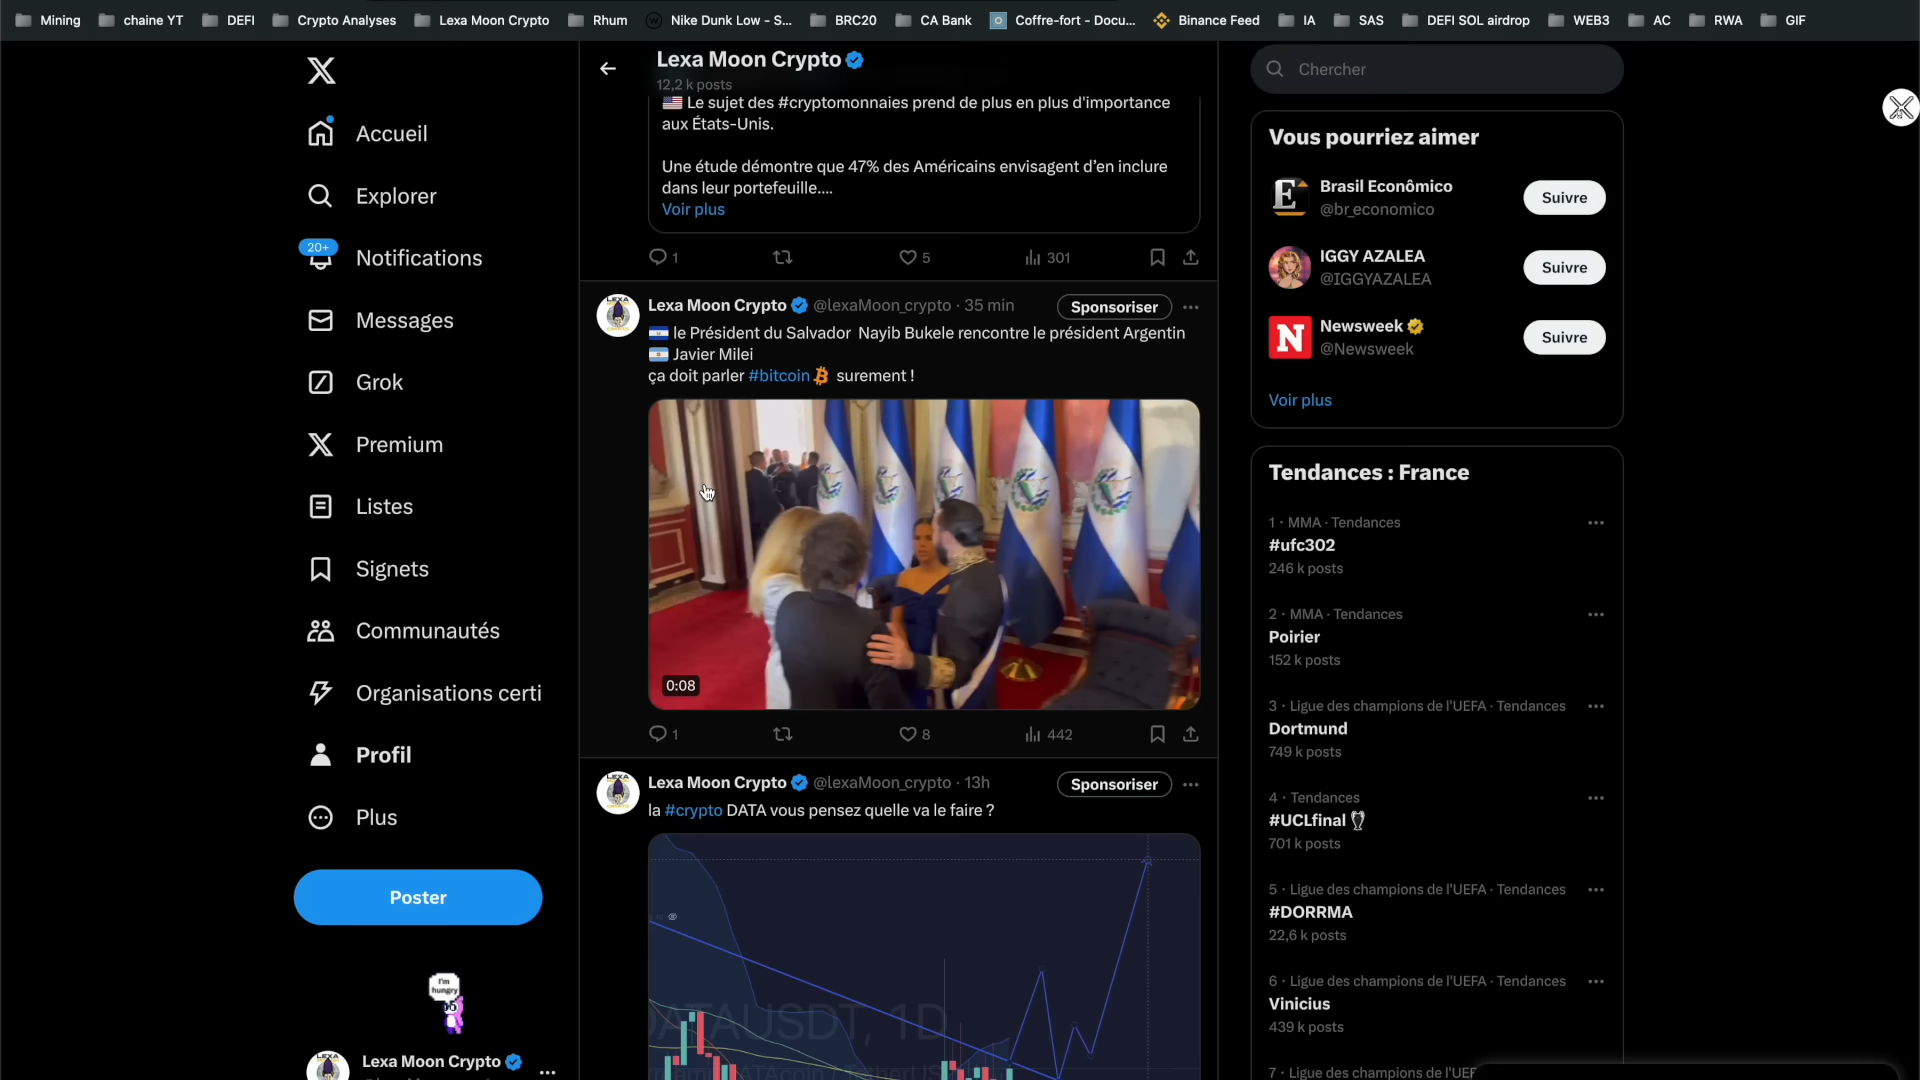 Mining
chaine YT
DEFI
Crypto Analyses
Lexa Moon Crypto
Rhum
Nike Dunk Low - S...
BRC20
CA Bank
Coffre-fort - Docu...
Binance Feed
IA
SAS
DEFI SOL airdrop
WEB3
AC
RWA
GIF
Accueil
Explorer
20+
Notifications
Messages
Grok
Premium
Listes
Signets
Communautés
Organisations certi
Profil
Plus
Poster
I'm
hungry
Lexa Moon Crypto
Lexa Moon Crypto
12,2 k posts
Le sujet des #cryptomonnaies prend de plus en plus d'importance
aux États-Unis.
Une étude démontre que 47% des Américains envisagent d’en inclure
dans leur portefeuille....
Voir plus
1
5
301
Lexa Moon Crypto @lexaMoon_crypto · 35 min
Sponsoriser
le Président du Salvador Nayib Bukele rencontre le président Argentin
Javier Milei
ça doit parler #bitcoin surement !
0:08
1
8
442
Lexa Moon Crypto @lexaMoon_crypto · 13h
Sponsoriser
la #crypto DATA vous pensez quelle va le faire ?
DATAUSDT, 1D
Chercher
Vous pourriez aimer
Brasil Econômico
@br_economico
Suivre
IGGY AZALEA
@IGGYAZALEA
Suivre
Newsweek
@Newsweek
Suivre
Voir plus
Tendances : France
1 · MMA · Tendances
#ufc302
246 k posts
2 · MMA · Tendances
Poirier
152 k posts
3 · Ligue des champions de l'UEFA · Tendances
Dortmund
749 k posts
4 · Tendances
#UCLfinal
701 k posts
5 · Ligue des champions de l'UEFA · Tendances
#DORRMA
22,6 k posts
6 · Ligue des champions de l'UEFA · Tendances
Vinicius
439 k posts
7 · Ligue des champions de l'UEF